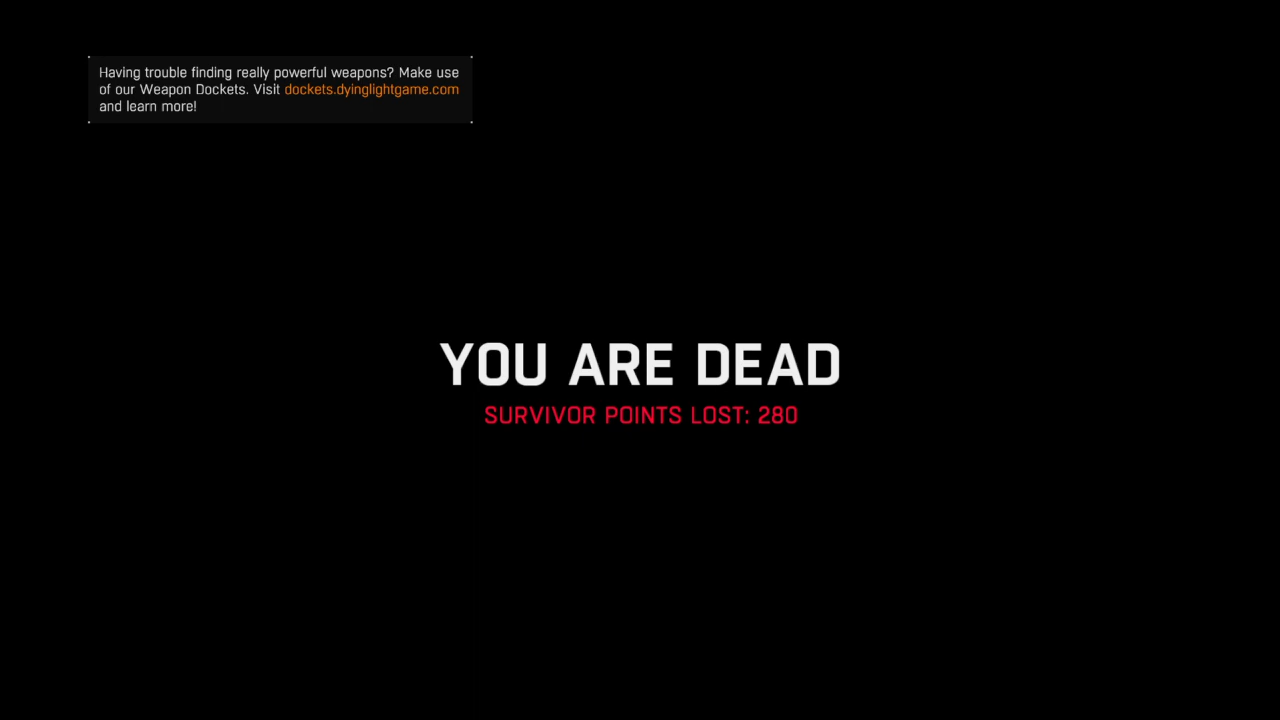 Having trouble finding really powerful weapons? Make use
of our Weapon Dockets. Visit dockets.dyinglightgame.com
and learn more!
YOU ARE DEAD
SURVIVOR POINTS LOST: 280